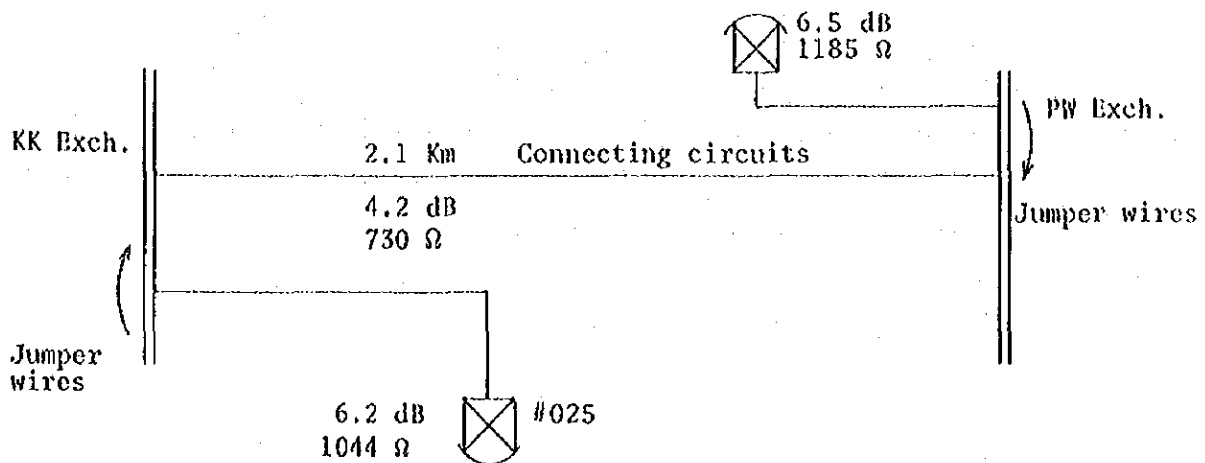 6.5 dB
1185 Ω
KK Exch.
PW Exch.
2.1 Km Connecting circuits
4.2 dB
730 Ω
Jumper wires
Jumper
wires
6.2 dB #025
1044 Ω